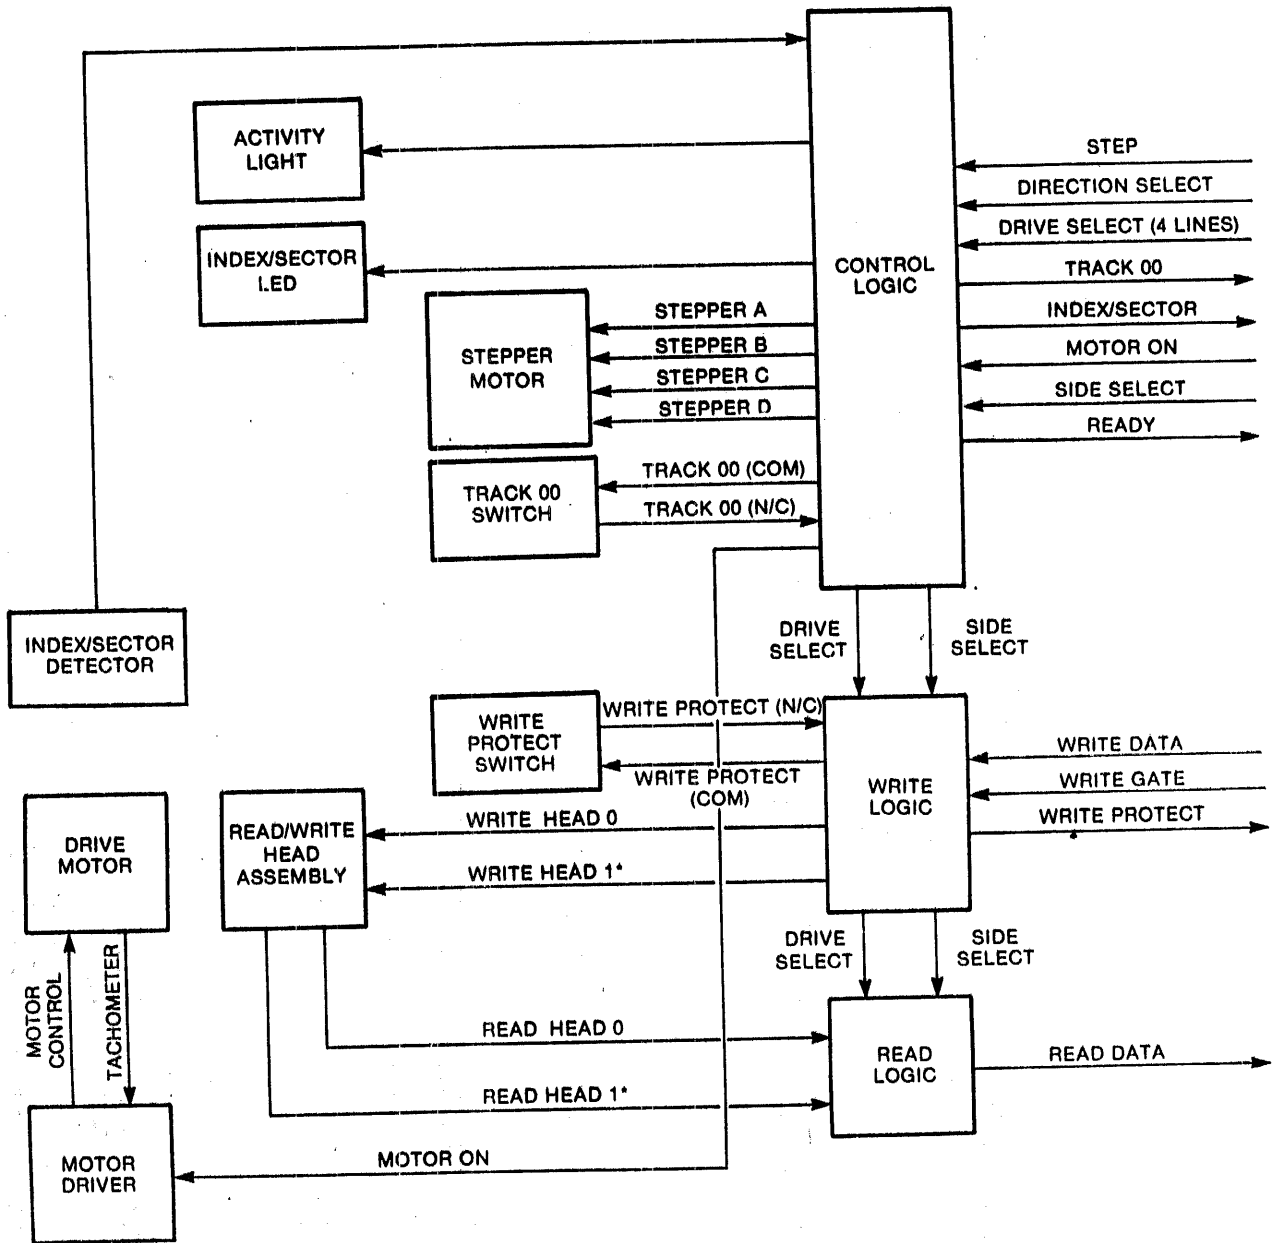 ACTIVITY
LIGHT
STEP
DIRECTION SELECT
DRIVE SELECT (4 LINES)
INDEX/SECTOR
LED
CONTROL
LOGIC
TRACK 00
INDEX/SECTOR
MOTOR ON
SIDE SELECT
READY
STEPPER
MOTOR
STEPPER A
STEPPER B
STEPPER C
STEPPER D
TRACK 00
SWITCH
TRACK 00 (COM)
TRACK 00 (N/C)
INDEX/SECTOR
DETECTOR
DRIVE
SELECT
SIDE
SELECT
WRITE
PROTECT
SWITCH
WRITE PROTECT (N/C)
WRITE PROTECT
(COM)
WRITE
LOGIC
WRITE DATA
WRITE GATE
WRITE PROTECT
DRIVE
MOTOR
READ/WRITE
HEAD
ASSEMBLY
WRITE HEAD 0
WRITE HEAD 1*
DRIVE
SELECT
SIDE
SELECT
MOTOR
CONTROL
TACHOMETER
READ HEAD 0
READ HEAD 1*
READ
LOGIC
READ DATA
MOTOR
DRIVER
MOTOR ON